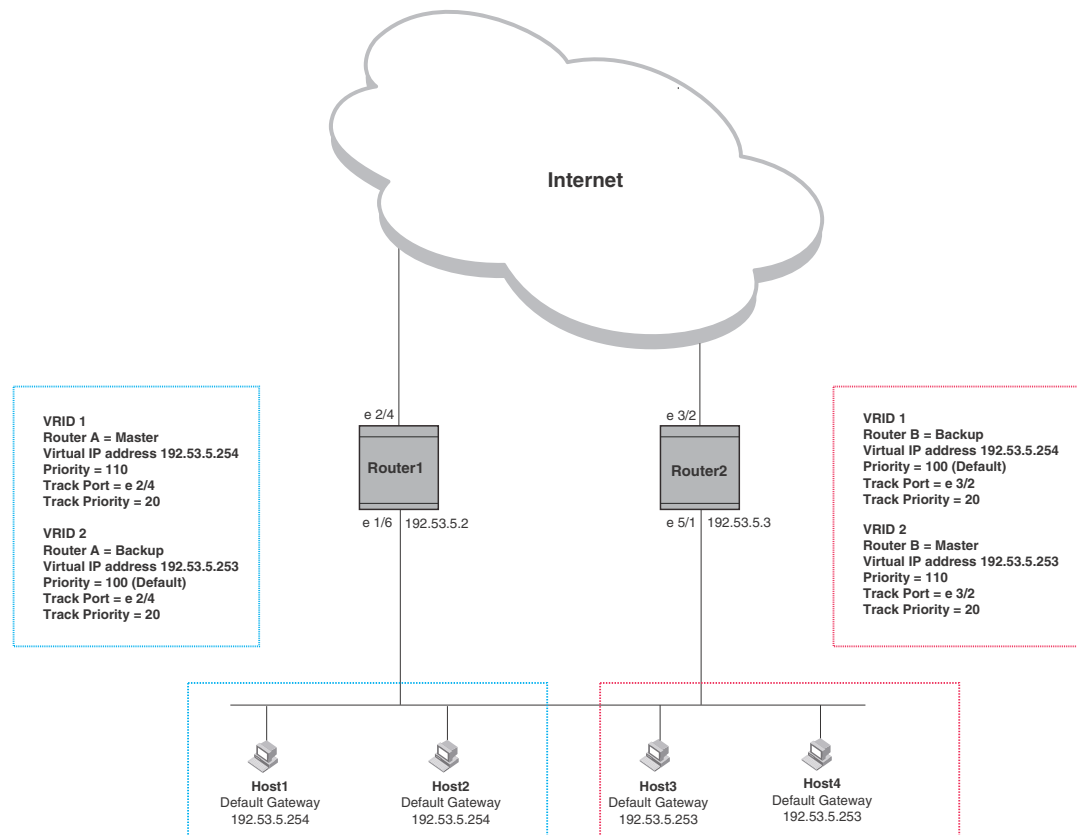 Internet
e 2/4
e 3/2
Router1
Router2
e 1/6
192.53.5.2
e 5/1
192.53.5.3
VRID 1
Router A = Master
Virtual IP address 192.53.5.254
Priority = 110
Track Port = e 2/4
Track Priority = 20
VRID 2
Router A = Backup
Virtual IP address 192.53.5.253
Priority = 100 (Default)
Track Port = e 2/4
Track Priority = 20
VRID 1
Router B = Backup
Virtual IP address 192.53.5.254
Priority = 100 (Default)
Track Port = e 3/2
Track Priority = 20
VRID 2
Router B = Master
Virtual IP address 192.53.5.253
Priority = 110
Track Port = e 3/2
Track Priority = 20
Host1
Default Gateway
192.53.5.254
Host2
Default Gateway
192.53.5.254
Host3
Default Gateway
192.53.5.253
Host4
Default Gateway
192.53.5.253